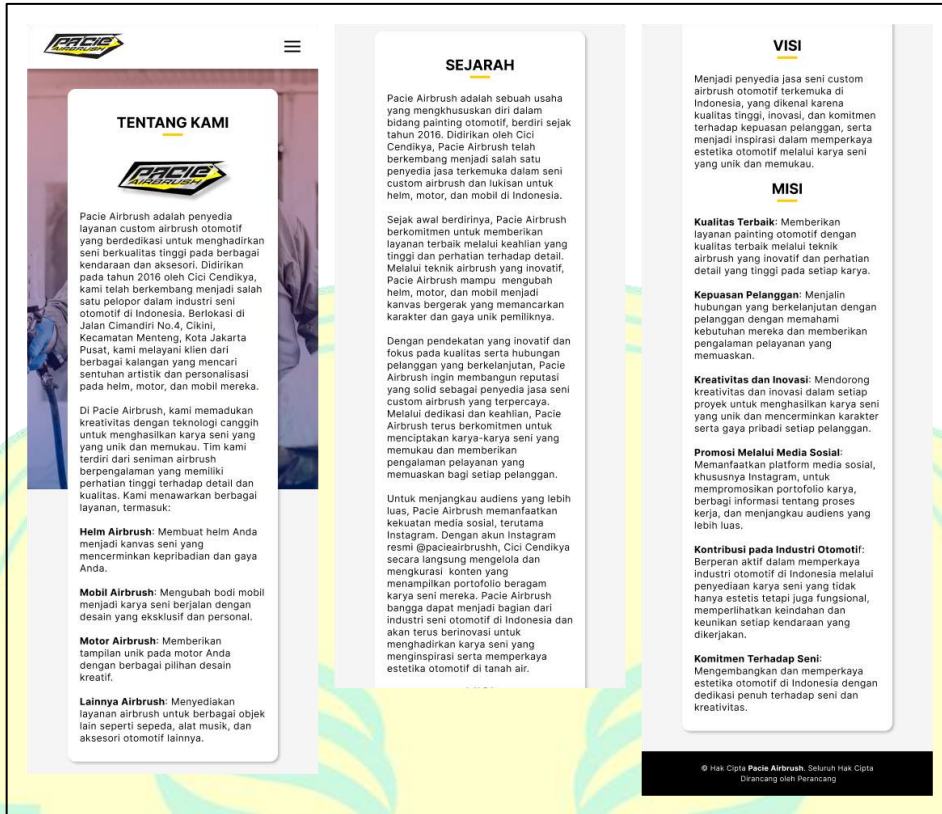 PACIE
AIRBRUSH
TENTANG KAMI
PACIE
AIRBRUSH
Pacie Airbrush adalah penyedia
layanan custom airbrush otomotif
yang berdedikasi untuk menghadirkan
seni berkualitas tinggi pada berbagai
kendaraan dan aksesori. Didirikan
pada tahun 2016 oleh Cici Cendikya,
kami telah berkembang menjadi salah
satu pelopor dalam industri seni
otomotif di Indonesia. Berlokasi di
Jalan Cimandiri No.4, Cikini,
Kecamatan Menteng, Kota Jakarta
Pusat, kami melayani klien dari
berbagai kalangan yang mencari
sentuhan artistik dan personalisasi
pada helm, motor, dan mobil mereka.
Di Pacie Airbrush, kami memadukan
kreativitas dengan teknologi canggih
untuk menghasilkan karya seni yang
yang unik dan memukau. Tim kami
terdiri dari seniman airbrush
berpengalaman yang memiliki
perhatian tinggi terhadap detail dan
kualitas. Kami menawarkan berbagai
layanan, termasuk:
Helm Airbrush: Membuat helm Anda
menjadi kanvas seni yang
mencerminkan kepribadian dan gaya
Anda.
Mobil Airbrush: Mengubah bodi mobil
menjadi karya seni berjalan dengan
desain yang eksklusif dan personal.
Motor Airbrush: Memberikan
tampilan unik pada motor Anda
dengan berbagai pilihan desain
kreatif.
Lainnya Airbrush: Menyediakan
layanan airbrush untuk berbagai objek
lain seperti sepeda, alat musik, dan
aksesori otomotif lainnya.
SEJARAH
Pacie Airbrush adalah sebuah usaha
yang mengkhususkan diri dalam
bidang painting otomotif, berdiri sejak
tahun 2016. Didirikan oleh Cici
Cendikya, Pacie Airbrush telah
berkembang menjadi salah satu
penyedia jasa terkemuka dalam seni
custom airbrush dan lukisan untuk
helm, motor, dan mobil di Indonesia.
Sejak awal berdirinya, Pacie Airbrush
berkomitmen untuk memberikan
layanan terbaik melalui keahlian yang
tinggi dan perhatian terhadap detail.
Melalui teknik airbrush yang inovatif,
Pacie Airbrush mampu mengubah
helm, motor, dan mobil menjadi
kanvas bergerak yang memancarkan
karakter dan gaya unik pemiliknya.
Dengan pendekatan yang inovatif dan
fokus pada kualitas serta hubungan
pelanggan yang berkelanjutan, Pacie
Airbrush ingin membangun reputasi
yang solid sebagai penyedia jasa seni
custom airbrush yang terpercaya.
Melalui dedikasi dan keahlian, Pacie
Airbrush terus berkomitmen untuk
menciptakan karya-karya seni yang
memukau dan memberikan
pengalaman pelayanan yang
memuaskan bagi setiap pelanggan.
Untuk menjangkau audiens yang lebih
luas, Pacie Airbrush memanfaatkan
kekuatan media sosial, terutama
Instagram. Dengan akun Instagram
resmi @pacieairbrushh, Cici Cendikya
secara langsung mengelola dan
mengkurasi konten yang
menampilkan portofolio beragam
karya seni mereka. Pacie Airbrush
bangga dapat menjadi bagian dari
industri seni otomotif di Indonesia dan
akan terus berinovasi untuk
menghadirkan karya seni yang
menginspirasi serta memperkaya
estetika otomotif di tanah air.
VISI
Menjadi penyedia jasa seni custom
airbrush otomotif terkemuka di
Indonesia, yang dikenal karena
kualitas tinggi, inovasi, dan komitmen
terhadap kepuasan pelanggan, serta
menjadi inspirasi dalam memperkaya
estetika otomotif melalui karya seni
yang unik dan memukau.
MISI
Kualitas Terbaik: Memberikan
layanan painting otomotif dengan
kualitas terbaik melalui teknik
airbrush yang inovatif dan perhatian
detail yang tinggi pada setiap karya.
Kepuasan Pelanggan: Menjalin
hubungan yang berkelanjutan dengan
pelanggan dengan memahami
kebutuhan mereka dan memberikan
pengalaman pelayanan yang
memuaskan.
Kreativitas dan Inovasi: Mendorong
kreativitas dan inovasi dalam setiap
proyek untuk menghasilkan karya seni
yang unik dan mencerminkan karakter
serta gaya pribadi setiap pelanggan.
Promosi Melalui Media Sosial:
Memanfaatkan platform media sosial,
khususnya Instagram, untuk
mempromosikan portofolio karya,
berbagi informasi tentang proses
kerja, dan menjangkau audiens yang
lebih luas.
Kontribusi pada Industri Otomotif:
Berperan aktif dalam memperkaya
industri otomotif di Indonesia melalui
penyediaan karya seni yang tidak
hanya estetis tetapi juga fungsional,
memperlihatkan keindahan dan
keunikan setiap kendaraan yang
dikerjakan.
Komitmen Terhadap Seni:
Mengembangkan dan memperkaya
estetika otomotif di Indonesia dengan
dedikasi penuh terhadap seni dan
kreativitas.
© Hak Cipta Pacie Airbrush. Seluruh Hak Cipta
Dirancang oleh Perancang